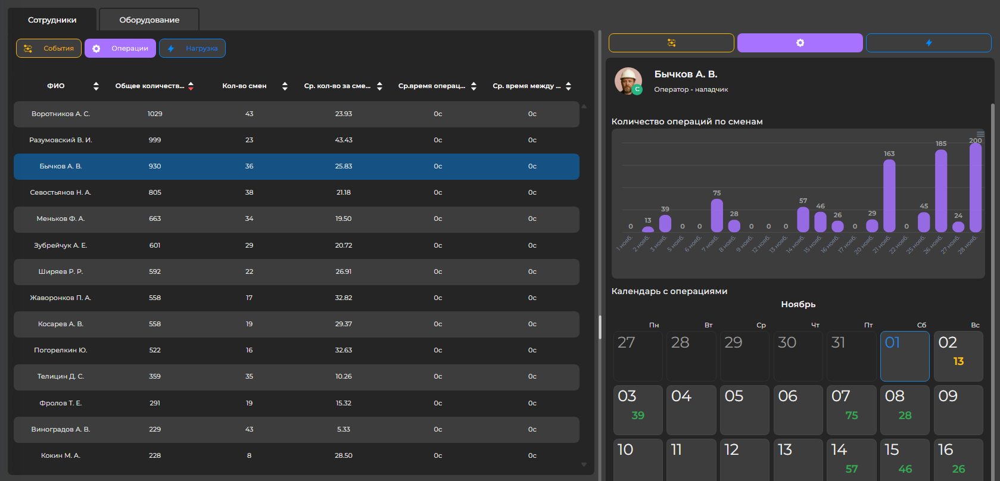 Сотрудники
Оборудование
События
Операции
Нагрузка
ФИО Общее количеств... Кол-во смен Ср. кол-во за сме... Ср.время операц... Ср. время между ...
Воротников А. С. 1029 43 23.93 0с 0с
Разумовский В. И. 999 23 43.43 0с 0с
Бычков А. В. 930 36 25.83 0с 0с
Севостьянов Н. А. 805 38 21.18 0с 0с
Меньков Ф. А. 663 34 19.50 0с 0с
Зубрейчук А. Е. 601 29 20.72 0с 0с
Ширяев Р. Р. 592 22 26.91 0с 0с
Жаворонков П. А. 558 17 32.82 0с 0с
Косарев А. В. 558 19 29.37 0с 0с
Погорелкин Ю. 522 16 32.63 0с 0с
Телицин Д. С. 359 35 10.26 0с 0с
Фролов Т. Е. 291 19 15.32 0с 0с
Виноградов А. В. 229 43 5.33 0с 0с
Кокин М. А. 228 8 28.50 0с 0с
Бычков А. В.
С
Оператор - наладчик
Количество операций по сменам
0 13 39 0 0 75 28 0 0 0 57 46 26 0 29 163 0 45 185 24 200
1 нояб. 2 нояб. 3 нояб. 5 нояб. 6 нояб. 7 нояб. 8 нояб. 9 нояб. 12 нояб. 13 нояб. 14 нояб. 15 нояб. 16 нояб. 17 нояб. 20 нояб. 21 нояб. 22 нояб. 25 нояб. 26 нояб. 27 нояб. 28 нояб.
Календарь с операциями
Ноябрь
Пн Вт Ср Чт Пт Сб Вс
27 28 29 30 31 01 02
13
03 04 05 06 07 08 09
39 75 28
10 11 12 13 14 15 16
57 46 26